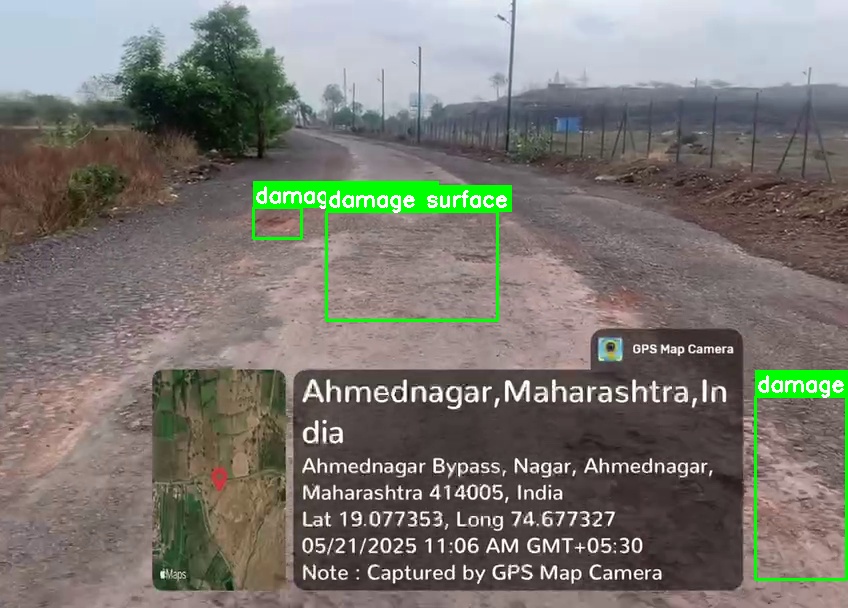 damag
damage surface
GPS Map Camera
damage
Ahmednagar,Maharashtra,In
dia
Ahmednagar Bypass, Nagar, Ahmednagar,
Maharashtra 414005, India
Lat 19.077353, Long 74.677327
05/21/2025 11:06 AM GMT+05:30
Note : Captured by GPS Map Camera
Maps